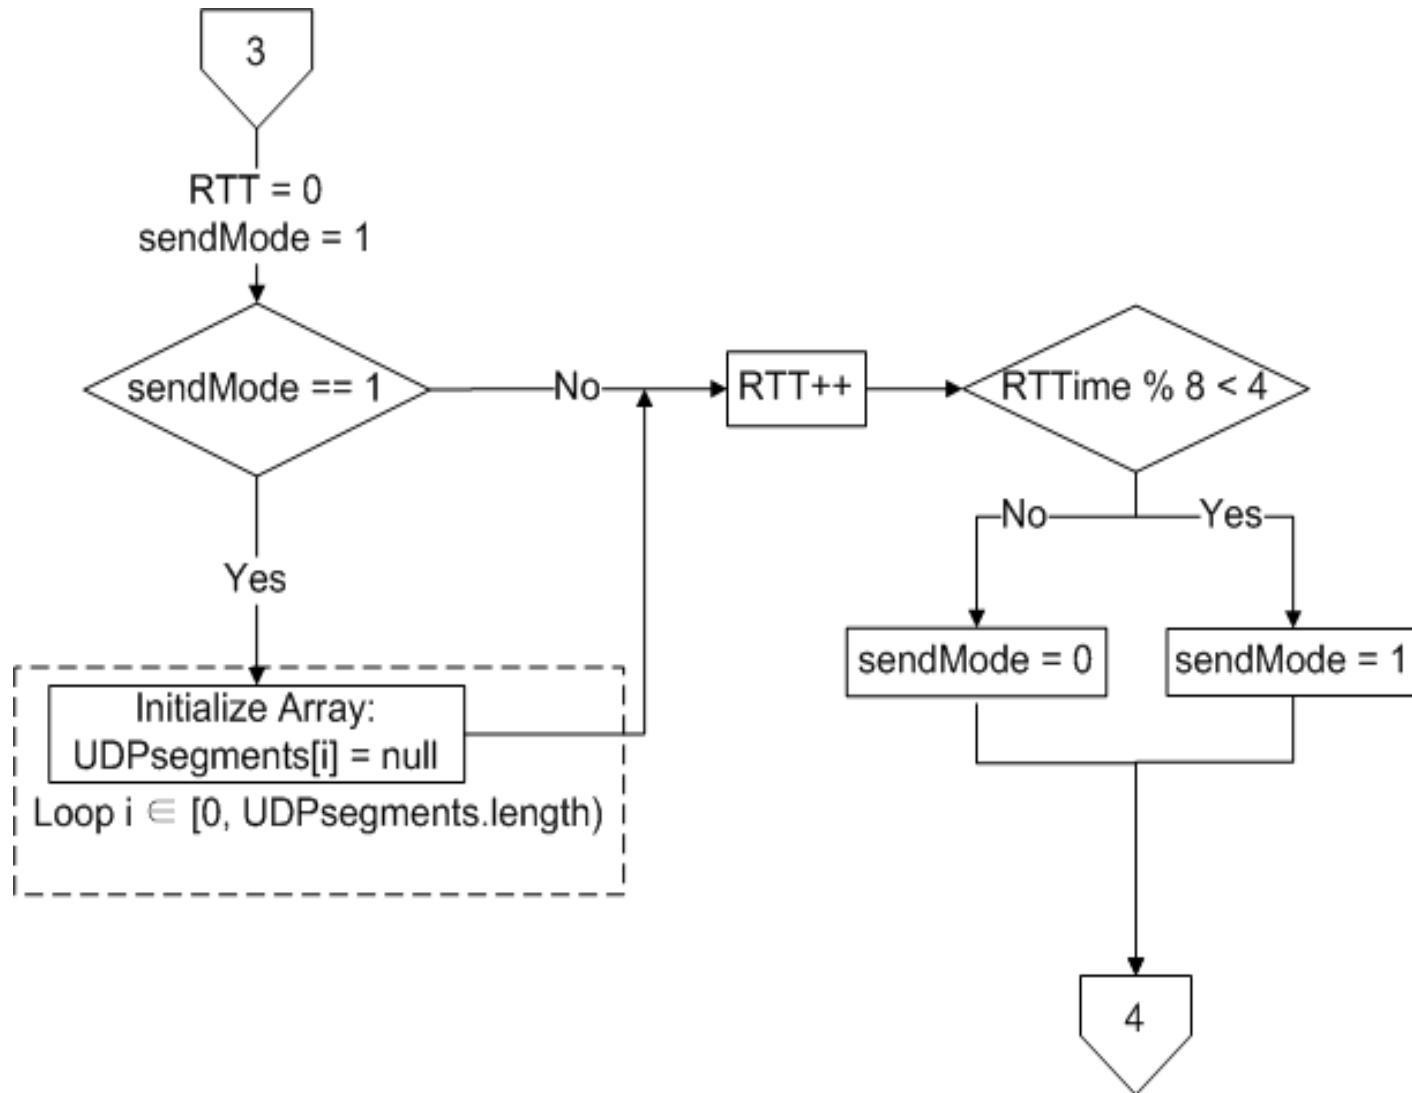 3
RTT = 0
sendMode = 1
sendMode == 1
No
RTT++
RTTime % 8 < 4
No
Yes
Yes
sendMode = 0
sendMode = 1
Initialize Array:
UDPsegments[i] = null
Loop i ∈ [0, UDPsegments.length)
4